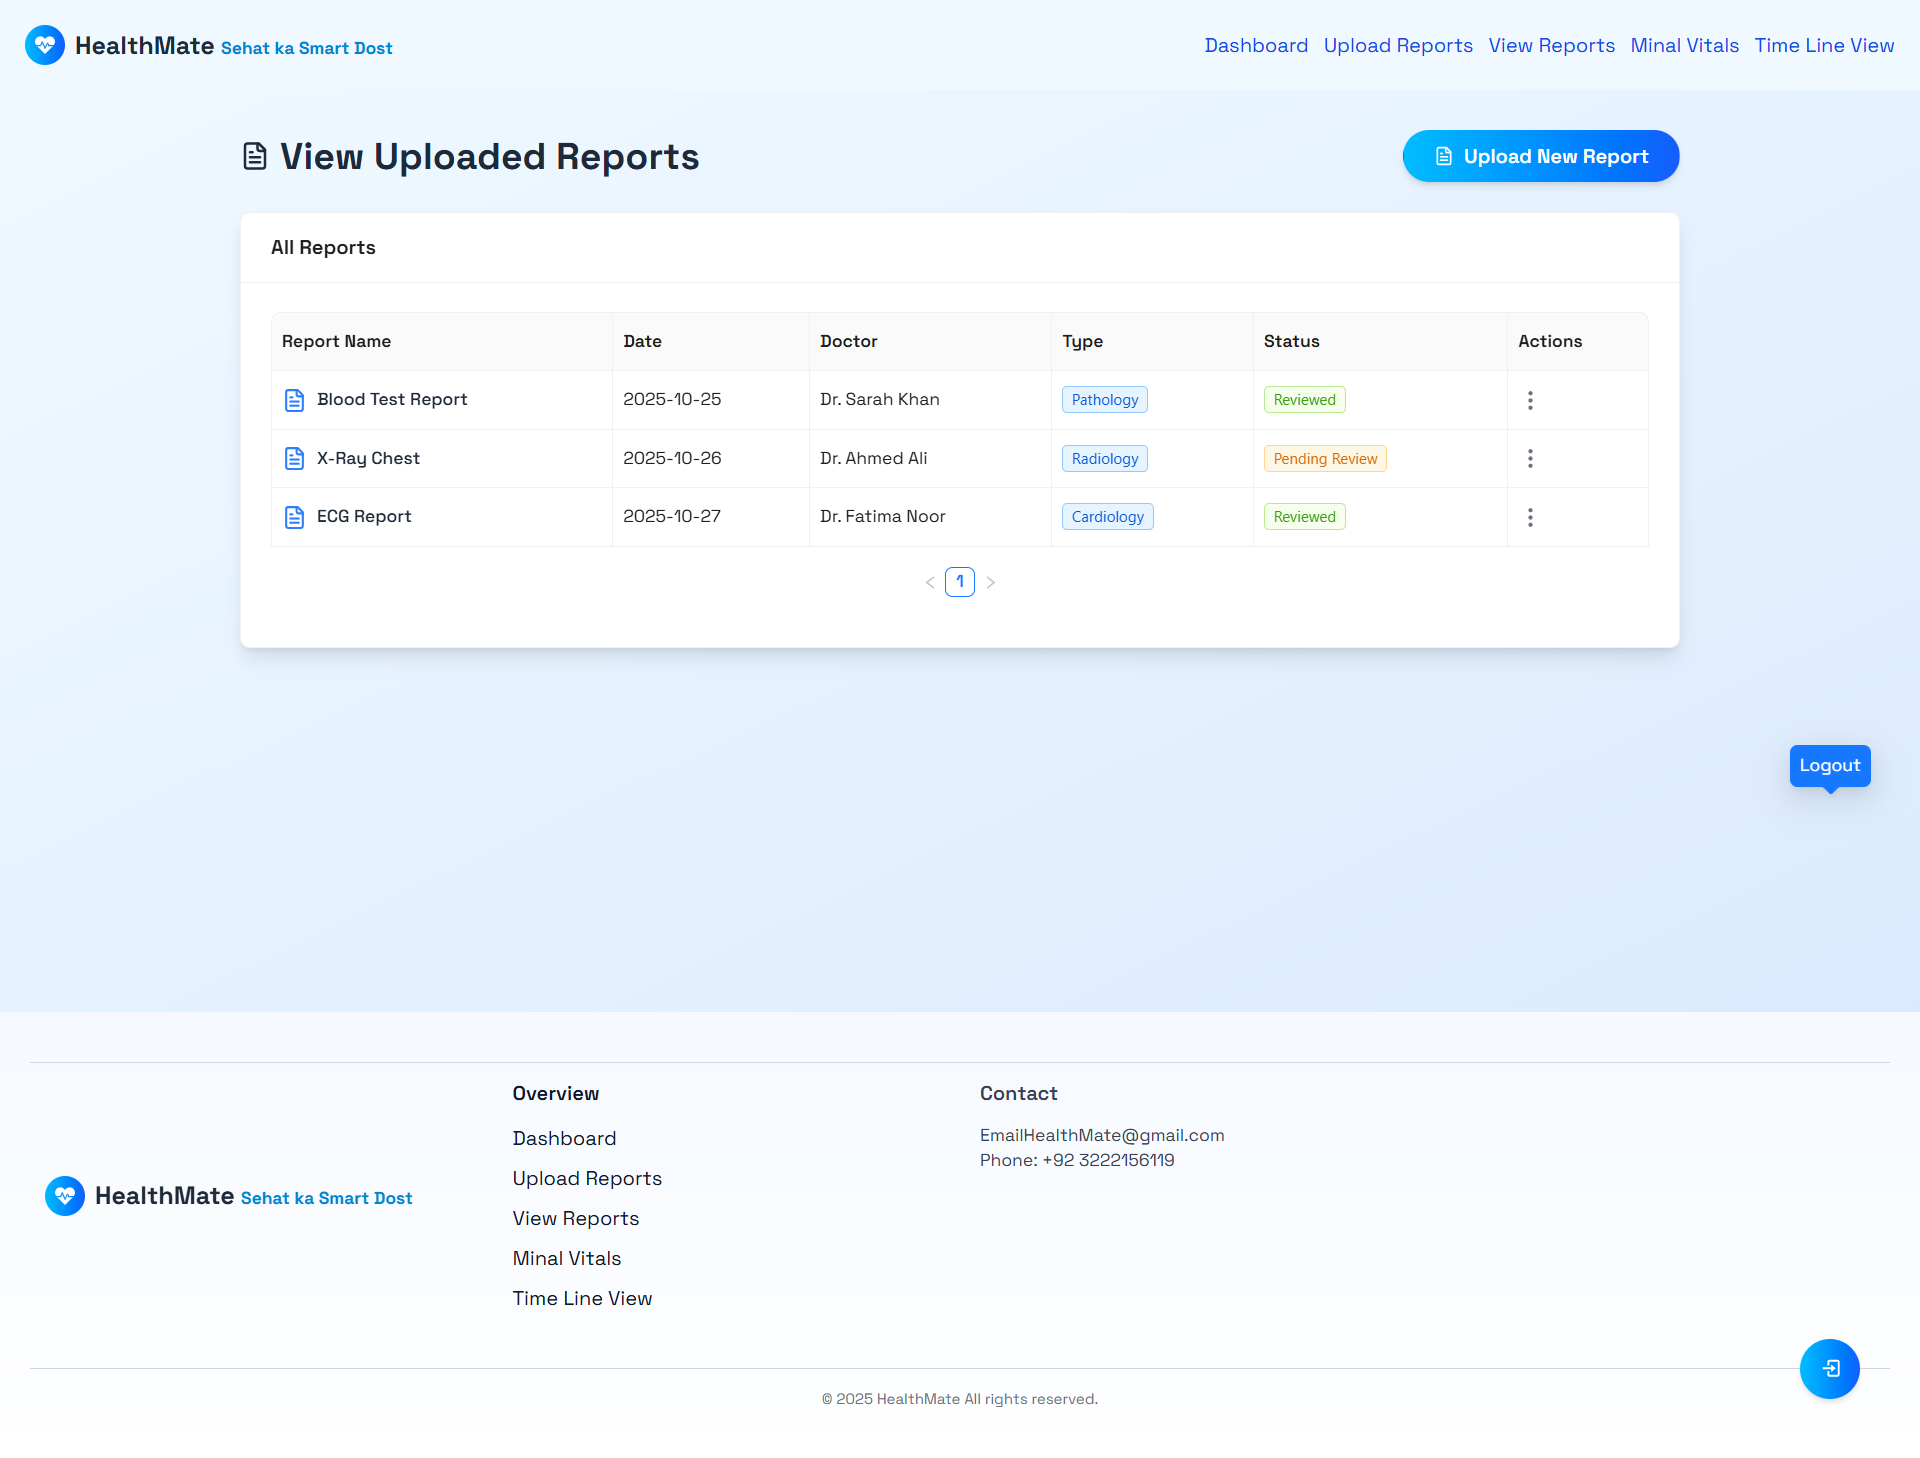 HealthMate Sehat ka Smart Dost
Dashboard Upload Reports View Reports Minal Vitals Time Line View
View Uploaded Reports
Upload New Report
All Reports
Report Name Date Doctor Type Status Actions
Blood Test Report 2025-10-25 Dr. Sarah Khan Pathology Reviewed
X-Ray Chest 2025-10-26 Dr. Ahmed Ali Radiology Pending Review
ECG Report 2025-10-27 Dr. Fatima Noor Cardiology Reviewed
1
Logout
HealthMate Sehat ka Smart Dost
Overview
Dashboard
Upload Reports
View Reports
Minal Vitals
Time Line View
Contact
EmailHealthMate@gmail.com
Phone: +92 3222156119
© 2025 HealthMate All rights reserved.